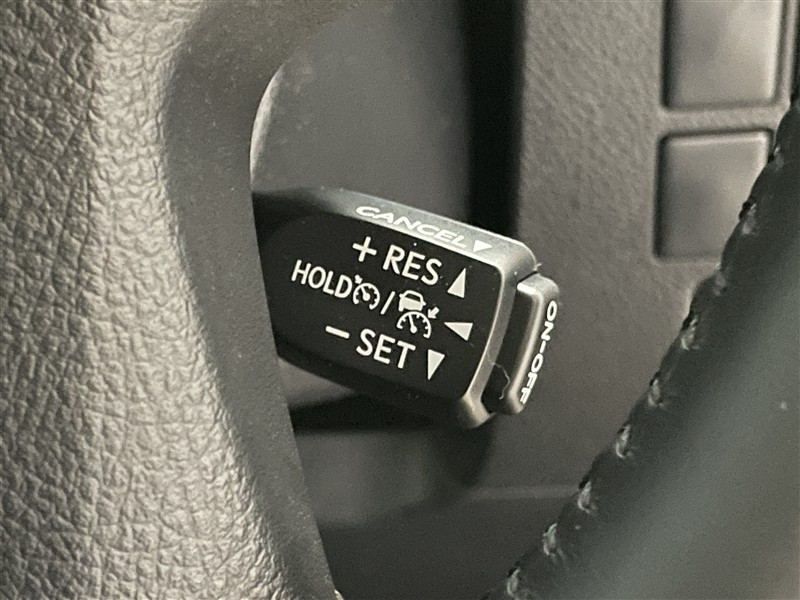 CANCEL▼
+ RES ▲
HOLD / ◀
− SET ▼
ON-OFF